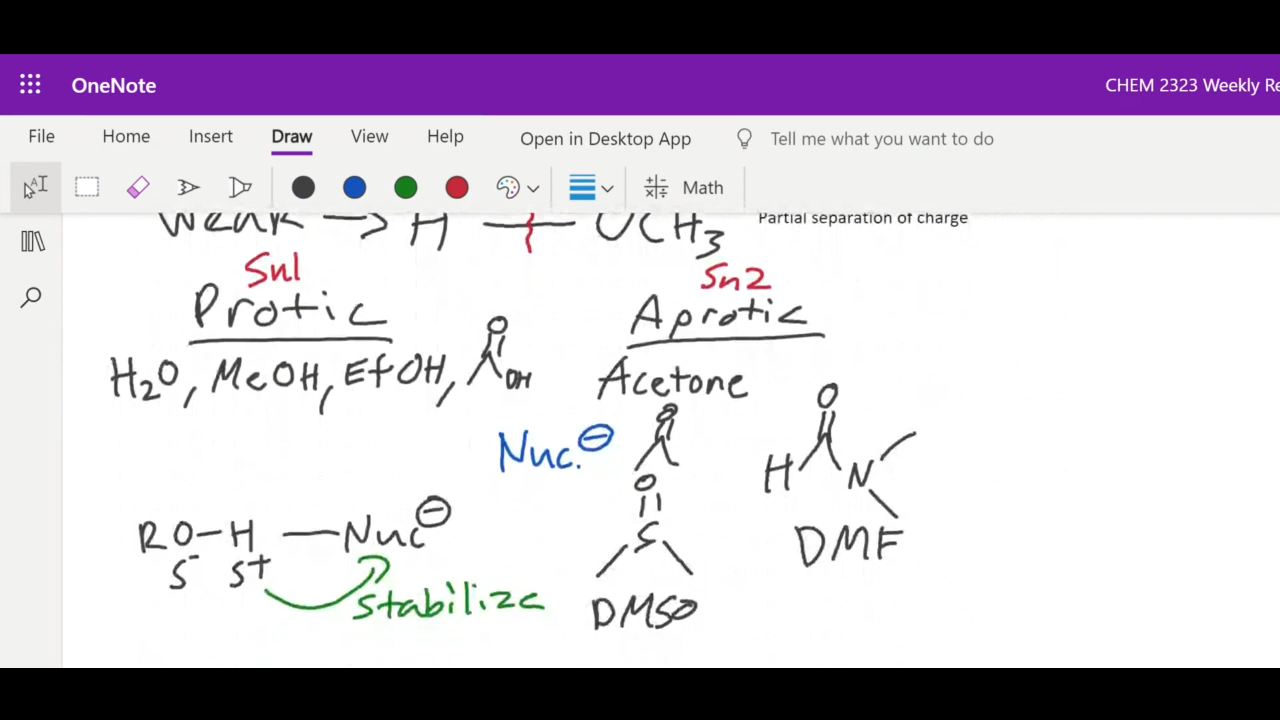 OneNote
CHEM 2323 Weekly Re
File Home Insert Draw View Help Open in Desktop App Tell me what you want to do
Math
Weak → H — OCH3 Partial separation of charge
Sn1 Sn2
Protic Aprotic
H2O, MeOH, EtOH, O OH Acetone
Nuc. ⊖ O O
H N
RO-H — Nuc ⊖ O S
S- S+ DMF
Stabilize
DMSO